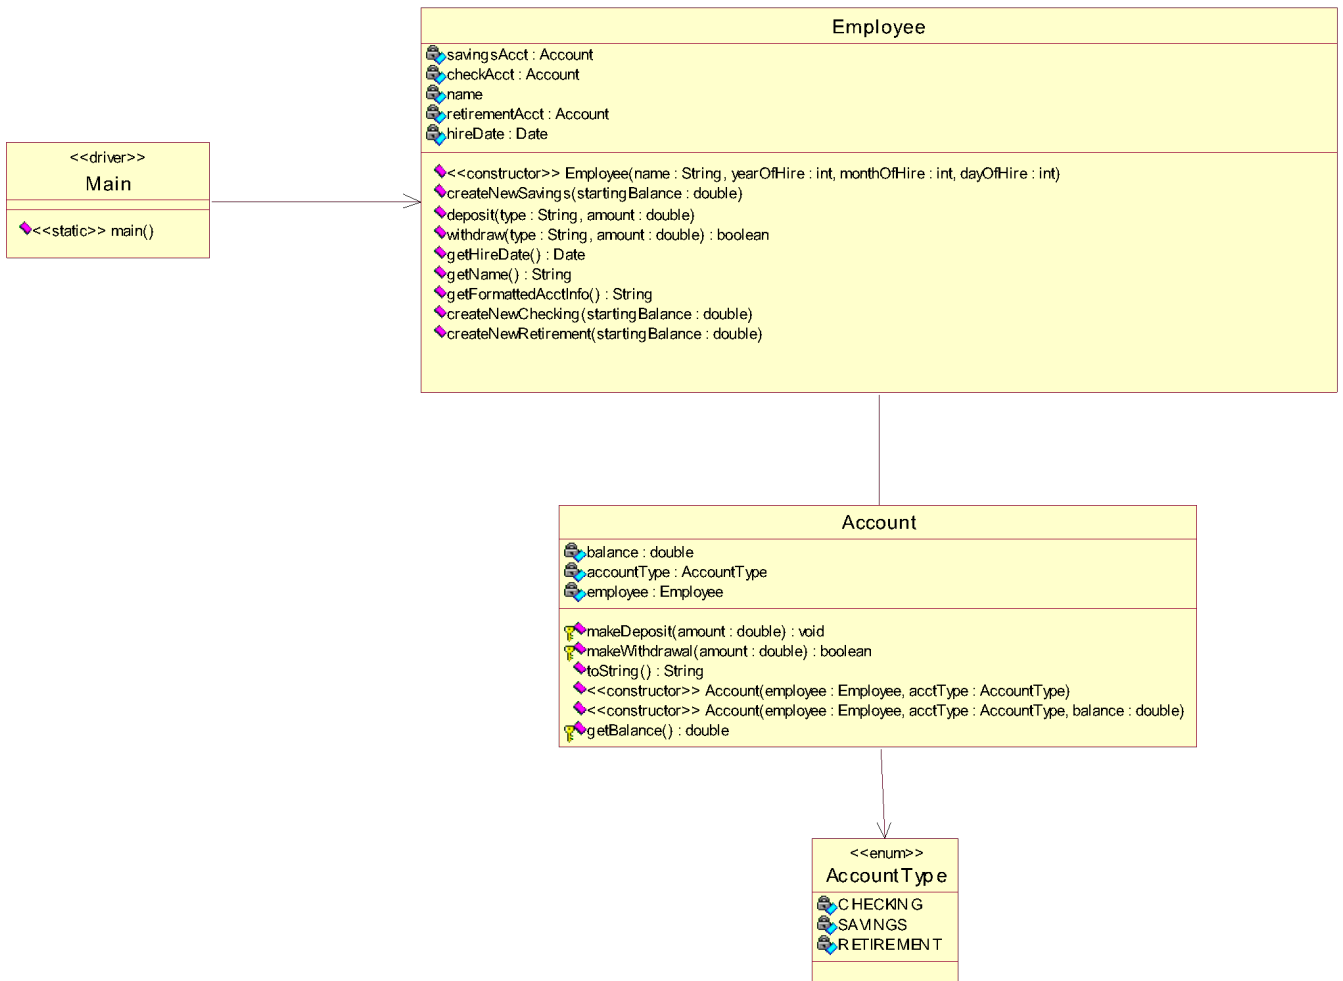 Employee
savingsAcct : Account
checkAcct : Account
name
retirementAcct : Account
hireDate : Date
<<constructor>> Employee(name : String, yearOfHire : int, monthOfHire : int, dayOfHire : int)
createNewSavings(startingBalance : double)
deposit(type : String, amount : double)
withdraw(type : String, amount : double) : boolean
getHireDate() : Date
getName() : String
getFormattedAcctInfo() : String
createNewChecking(startingBalance : double)
createNewRetirement(startingBalance : double)
<<driver>>
Main
<<static>> main()
Account
balance : double
accountType : AccountType
employee : Employee
makeDeposit(amount : double) : void
makeWithdrawal(amount : double) : boolean
toString() : String
<<constructor>> Account(employee : Employee, acctType : AccountType)
<<constructor>> Account(employee : Employee, acctType : AccountType, balance : double)
getBalance() : double
<<enum>>
AccountType
CHECKING
SAVINGS
RETIREMENT